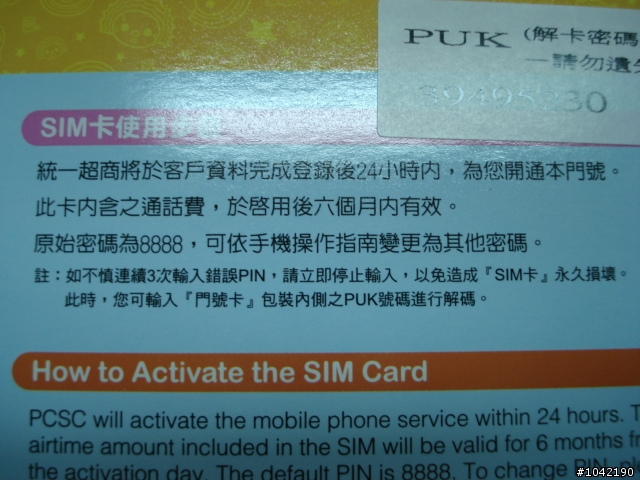 PUK (解卡密碼
一請勿遺失
SIM卡使用
統一超商將於客戶資料完成登錄後24小時內，為您開通本門號。
此卡內含之通話費，於啓用後六個月內有效。
原始密碼為8888，可依手機操作指南變更為其他密碼。
註：如不慎連續3次輸入錯誤PIN，請立即停止輸入，以免造成『SIM卡』永久損壞。
此時，您可輸入『門號卡』包裝內側之PUK號碼進行解碼。
How to Activate the SIM Card
PCSC will activate the mobile phone service within 24 hours.
airtime amount included in the SIM will be valid for 6 months
the activation day. The default PIN is 8888. To change PIN,
#1042190